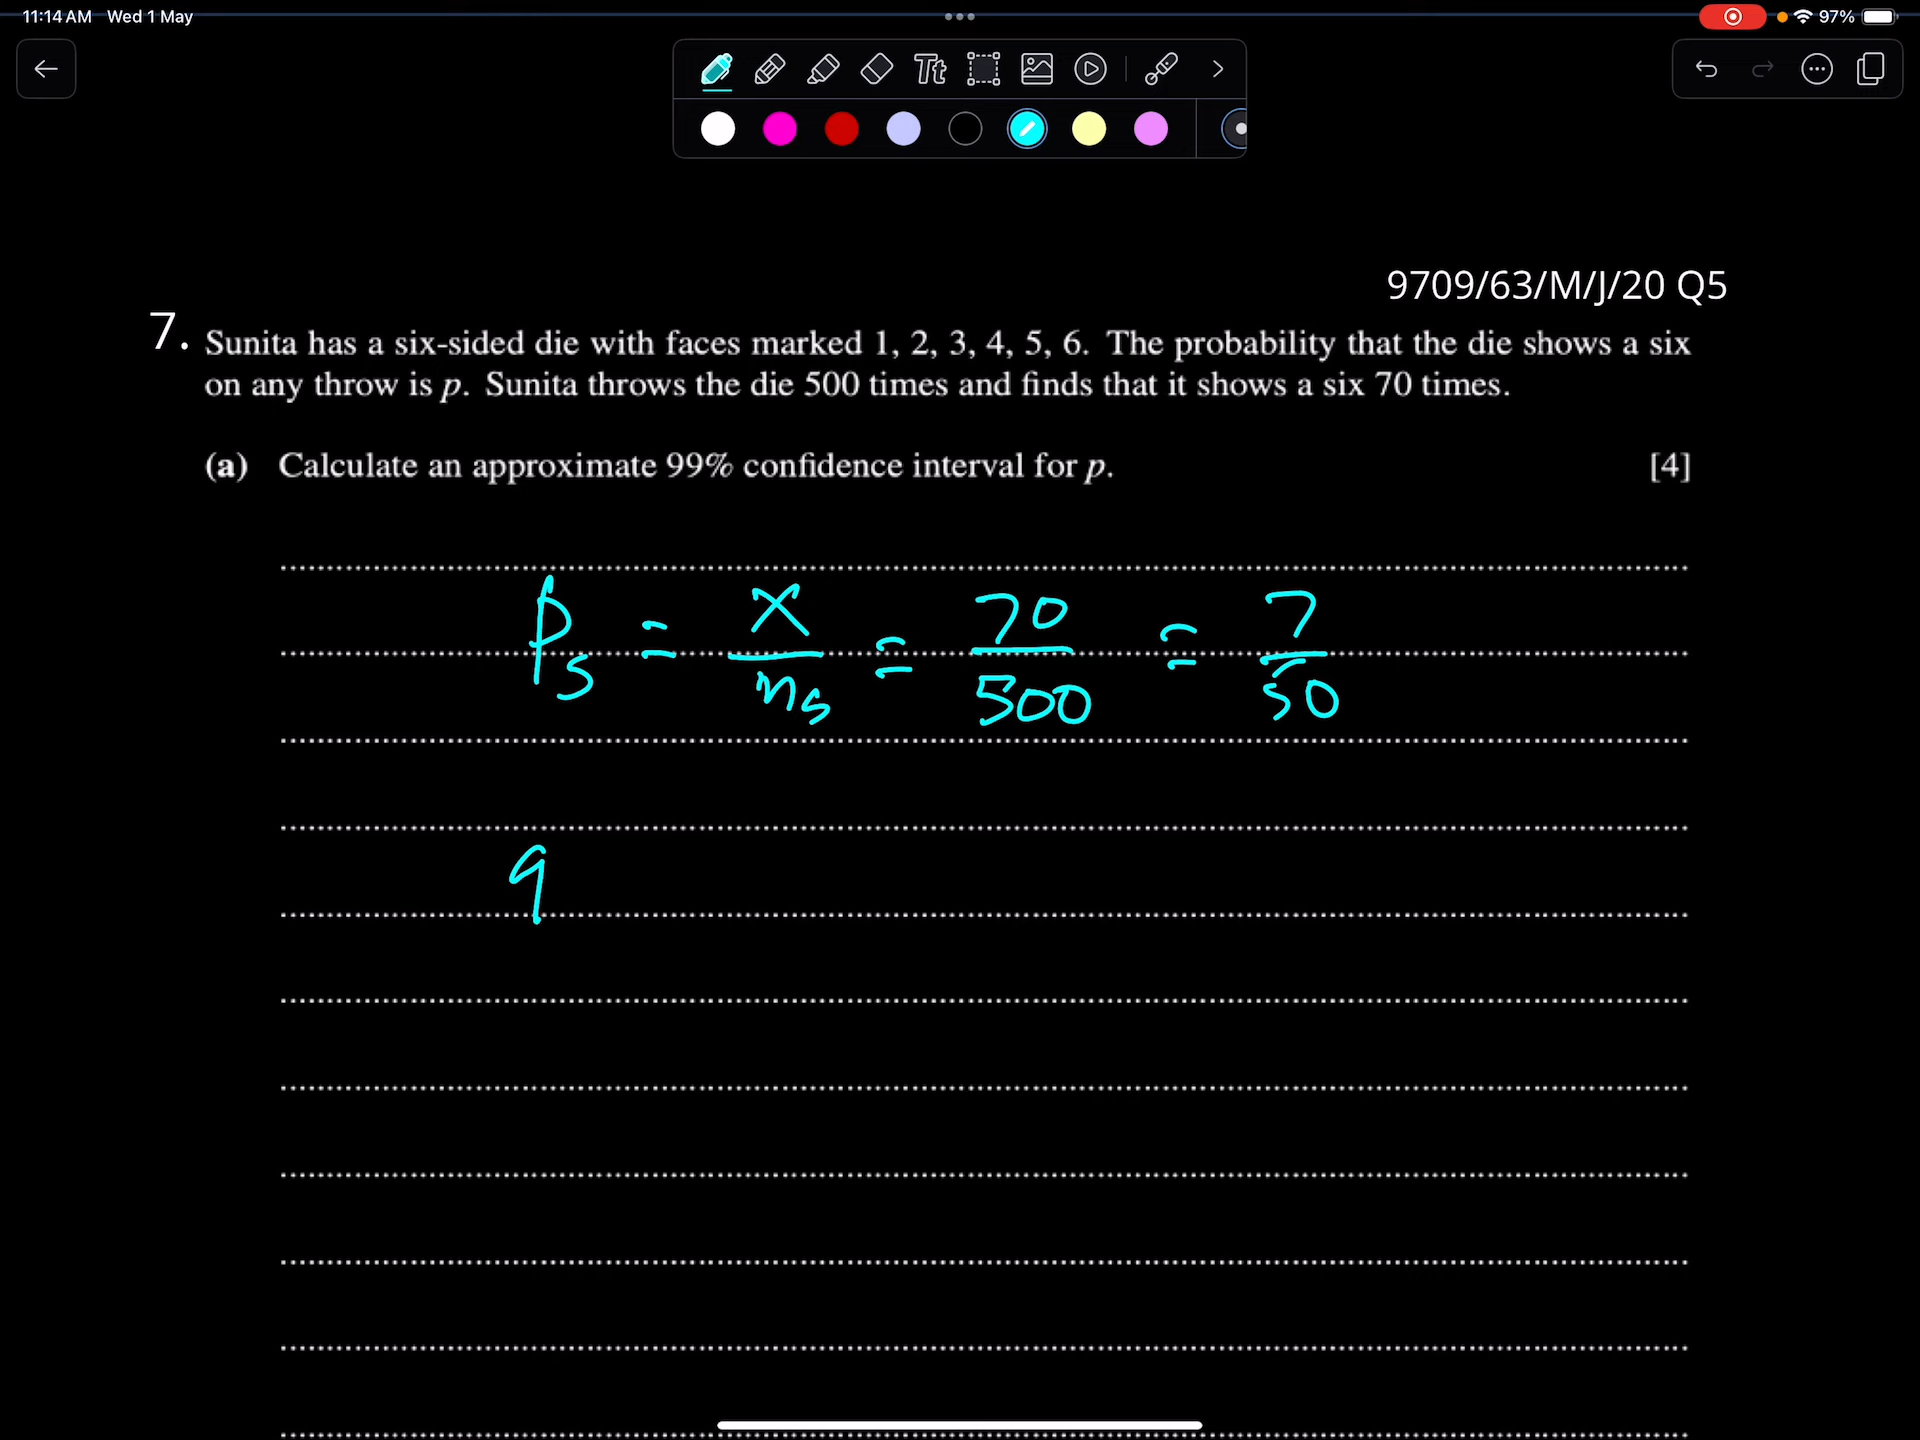 11:14 AM Wed 1 May
97%
Tt
9709/63/M/J/20 Q5
7. Sunita has a six-sided die with faces marked 1, 2, 3, 4, 5, 6. The probability that the die shows a six
on any throw is p. Sunita throws the die 500 times and finds that it shows a six 70 times.
(a) Calculate an approximate 99% confidence interval for p. [4]
Ps = x/ns = 70/500 = 7/50
9